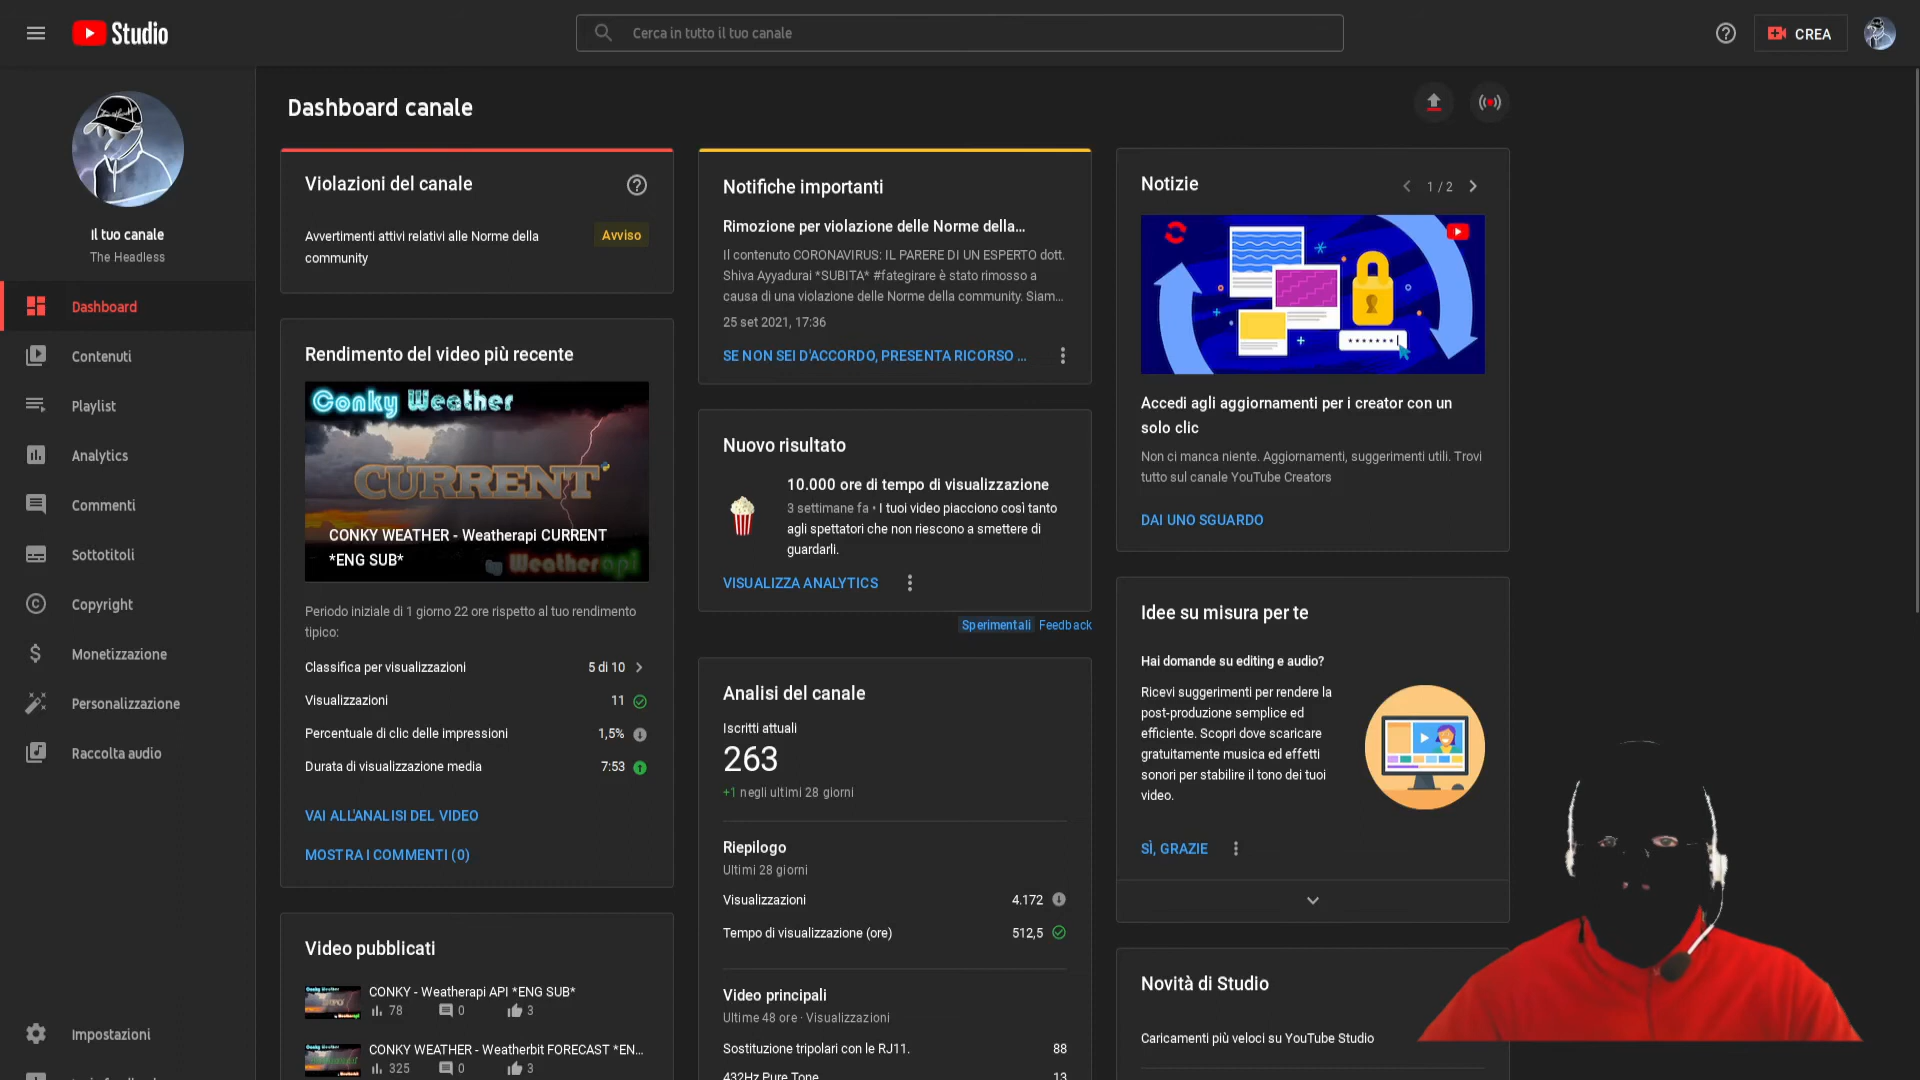 Studio
Cerca in tutto il tuo canale
CREA
Il tuo canale
The Headless
Dashboard
Contenuti
Playlist
Analytics
Commenti
Sottotitoli
Copyright
Monetizzazione
Personalizzazione
Raccolta audio
Impostazioni
Dashboard canale
Violazioni del canale
Avvertimenti attivi relativi alle Norme della
community
Avviso
Rendimento del video più recente
Conky Weather
CURRENT
CONKY WEATHER - Weatherapi CURRENT
*ENG SUB*
Weatherapi
Periodo iniziale di 1 giorno 22 ore rispetto al tuo rendimento
tipico:
Classifica per visualizzazioni 5 di 10
Visualizzazioni 11
Percentuale di clic delle impressioni 1,5%
Durata di visualizzazione media 7:53
VAI ALL'ANALISI DEL VIDEO
MOSTRA I COMMENTI (0)
Video pubblicati
CONKY - Weatherapi API *ENG SUB*
78 0 3
CONKY WEATHER - Weatherbit FORECAST *EN...
325 0 3
Notifiche importanti
Rimozione per violazione delle Norme della...
Il contenuto CORONAVIRUS: IL PARERE DI UN ESPERTO dott.
Shiva Ayyadurai *SUBITA* #fategirare è stato rimosso a
causa di una violazione delle Norme della community. Siam...
25 set 2021, 17:36
SE NON SEI D'ACCORDO, PRESENTA RICORSO ...
Nuovo risultato
10.000 ore di tempo di visualizzazione
3 settimane fa • I tuoi video piacciono così tanto
agli spettatori che non riescono a smettere di
guardarli.
VISUALIZZA ANALYTICS
Sperimentali Feedback
Analisi del canale
Iscritti attuali
263
+1 negli ultimi 28 giorni
Riepilogo
Ultimi 28 giorni
Visualizzazioni 4.172
Tempo di visualizzazione (ore) 512,5
Video principali
Ultime 48 ore · Visualizzazioni
Sostituzione tripolari con le RJ11. 88
432Hz Pure Tone 13
Notizie
1 / 2
Accedi agli aggiornamenti per i creator con un
solo clic
Non ci manca niente. Aggiornamenti, suggerimenti utili. Trovi
tutto sul canale YouTube Creators
DAI UNO SGUARDO
Idee su misura per te
Hai domande su editing e audio?
Ricevi suggerimenti per rendere la
post-produzione semplice ed
efficiente. Scopri dove scaricare
gratuitamente musica ed effetti
sonori per stabilire il tono dei tuoi
video.
SÌ, GRAZIE
Novità di Studio
Caricamenti più veloci su YouTube Studio